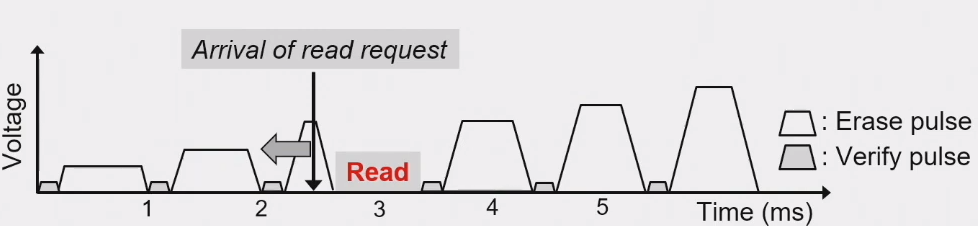 Arrival of read request
Voltage
Read
: Erase pulse
: Verify pulse
1 2 3 4 5
Time (ms)